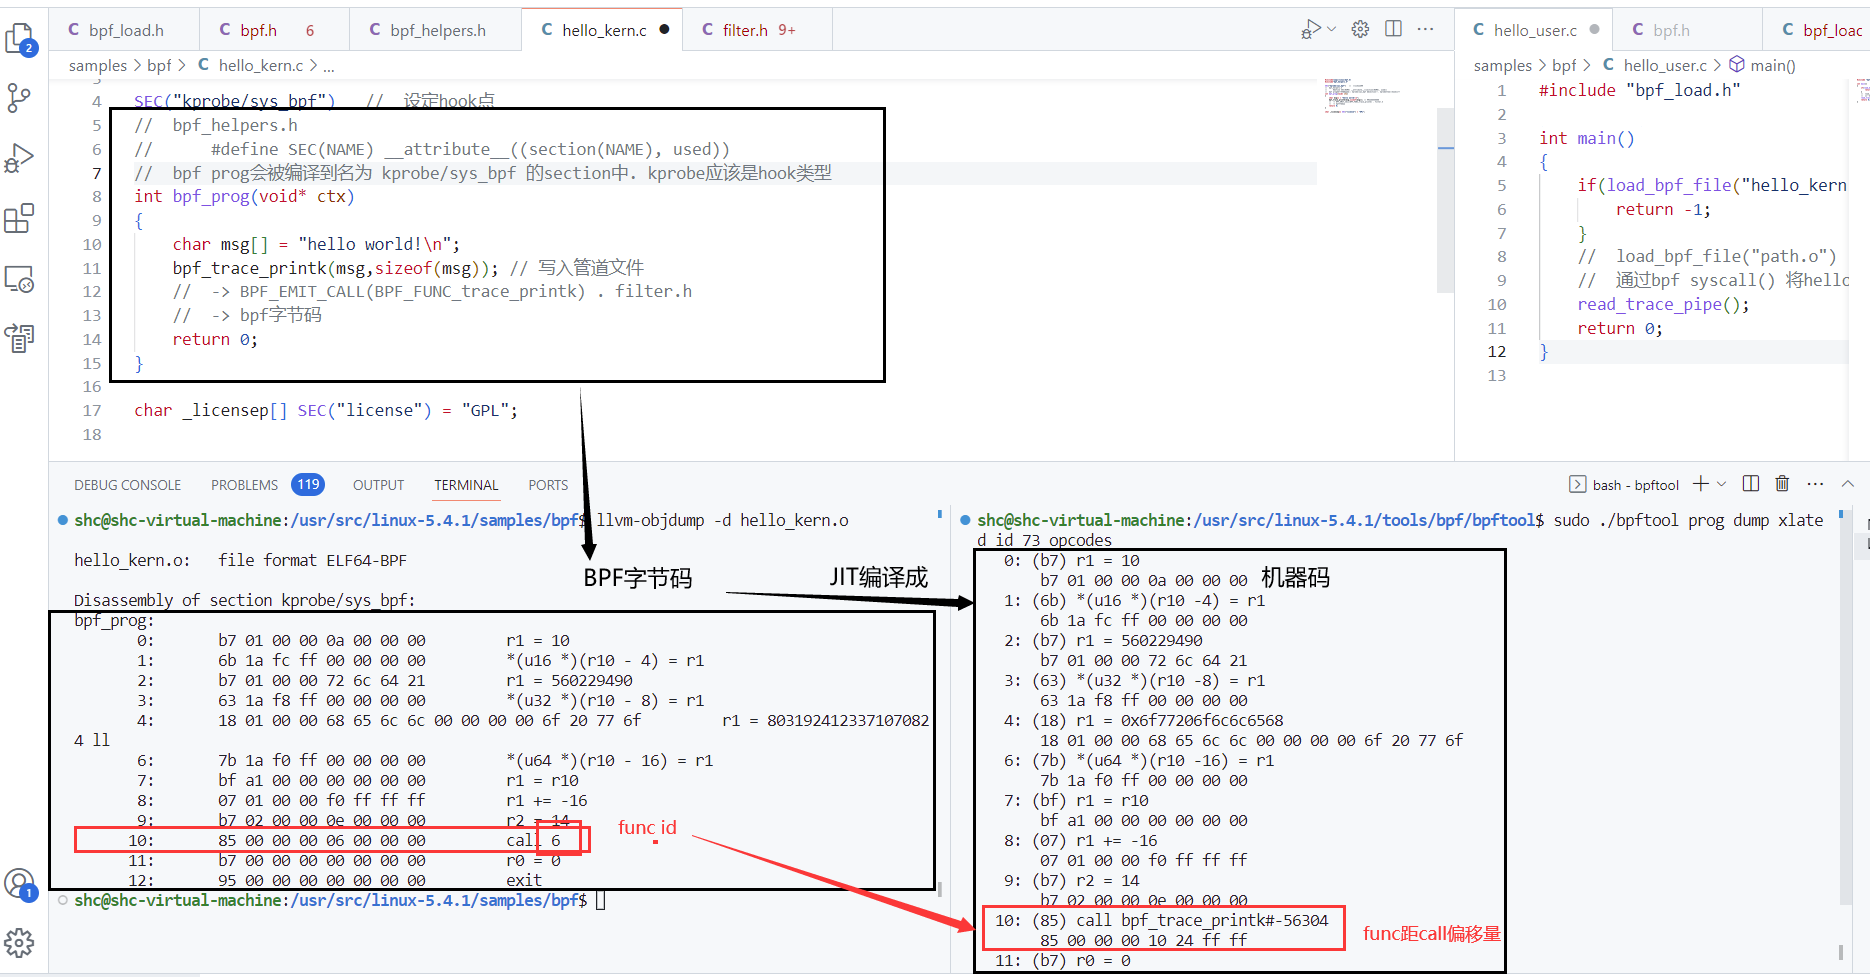 bpf_load.h
bpf.h 6
bpf_helpers.h
hello_kern.c
filter.h 9+
hello_user.c
bpf.h
bpf_loac
samples > bpf > C hello_kern.c > ...
samples > bpf > C hello_user.c > main()
4 SEC("kprobe/sys_bpf") // 设定hook点
5 // bpf_helpers.h
6 // #define SEC(NAME) __attribute__((section(NAME), used))
7 // bpf prog会被编译到名为 kprobe/sys_bpf 的section中. kprobe应该是hook类型
8 int bpf_prog(void* ctx)
9 {
10 char msg[] = "hello world!\n";
11 bpf_trace_printk(msg,sizeof(msg)); // 写入管道文件
12 // -> BPF_EMIT_CALL(BPF_FUNC_trace_printk) . filter.h
13 // -> bpf字节码
14 return 0;
15 }
16
17 char _licensep[] SEC("license") = "GPL";
18
1 #include "bpf_load.h"
2
3 int main()
4 {
5 if(load_bpf_file("hello_kern
6 return -1;
7 }
8 // load_bpf_file("path.o")
9 // 通过bpf syscall() 将hello
10 read_trace_pipe();
11 return 0;
12 }
13
2
1
DEBUG CONSOLE PROBLEMS 119 OUTPUT TERMINAL PORTS
bash - bpftool
shc@shc-virtual-machine:/usr/src/linux-5.4.1/samples/bpf$ llvm-objdump -d hello_kern.o
hello_kern.o: file format ELF64-BPF
Disassembly of section kprobe/sys_bpf:
bpf_prog:
0: b7 01 00 00 0a 00 00 00 r1 = 10
1: 6b 1a fc ff 00 00 00 00 *(u16 *)(r10 - 4) = r1
2: b7 01 00 00 72 6c 64 21 r1 = 560229490
3: 63 1a f8 ff 00 00 00 00 *(u32 *)(r10 - 8) = r1
4: 18 01 00 00 68 65 6c 6c 00 00 00 00 6f 20 77 6f r1 = 803192412337107082
4 ll
6: 7b 1a f0 ff 00 00 00 00 *(u64 *)(r10 - 16) = r1
7: bf a1 00 00 00 00 00 00 r1 = r10
8: 07 01 00 00 f0 ff ff ff r1 += -16
9: b7 02 00 00 0e 00 00 00 r2 = 14
10: 85 00 00 00 06 00 00 00 call 6
11: b7 00 00 00 00 00 00 00 r0 = 0
12: 95 00 00 00 00 00 00 00 exit
shc@shc-virtual-machine:/usr/src/linux-5.4.1/samples/bpf$
BPF字节码
JIT编译成
机器码
func id
func距call偏移量
shc@shc-virtual-machine:/usr/src/linux-5.4.1/tools/bpf/bpftool$ sudo ./bpftool prog dump xlate
d id 73 opcodes
0: (b7) r1 = 10
b7 01 00 00 0a 00 00 00
1: (6b) *(u16 *)(r10 -4) = r1
6b 1a fc ff 00 00 00 00
2: (b7) r1 = 560229490
b7 01 00 00 72 6c 64 21
3: (63) *(u32 *)(r10 -8) = r1
63 1a f8 ff 00 00 00 00
4: (18) r1 = 0x6f77206f6c6c6568
18 01 00 00 68 65 6c 6c 00 00 00 00 6f 20 77 6f
6: (7b) *(u64 *)(r10 -16) = r1
7b 1a f0 ff 00 00 00 00
7: (bf) r1 = r10
bf a1 00 00 00 00 00 00
8: (07) r1 += -16
07 01 00 00 f0 ff ff ff
9: (b7) r2 = 14
b7 02 00 00 0e 00 00 00
10: (85) call bpf_trace_printk#-56304
85 00 00 00 10 24 ff ff
11: (b7) r0 = 0